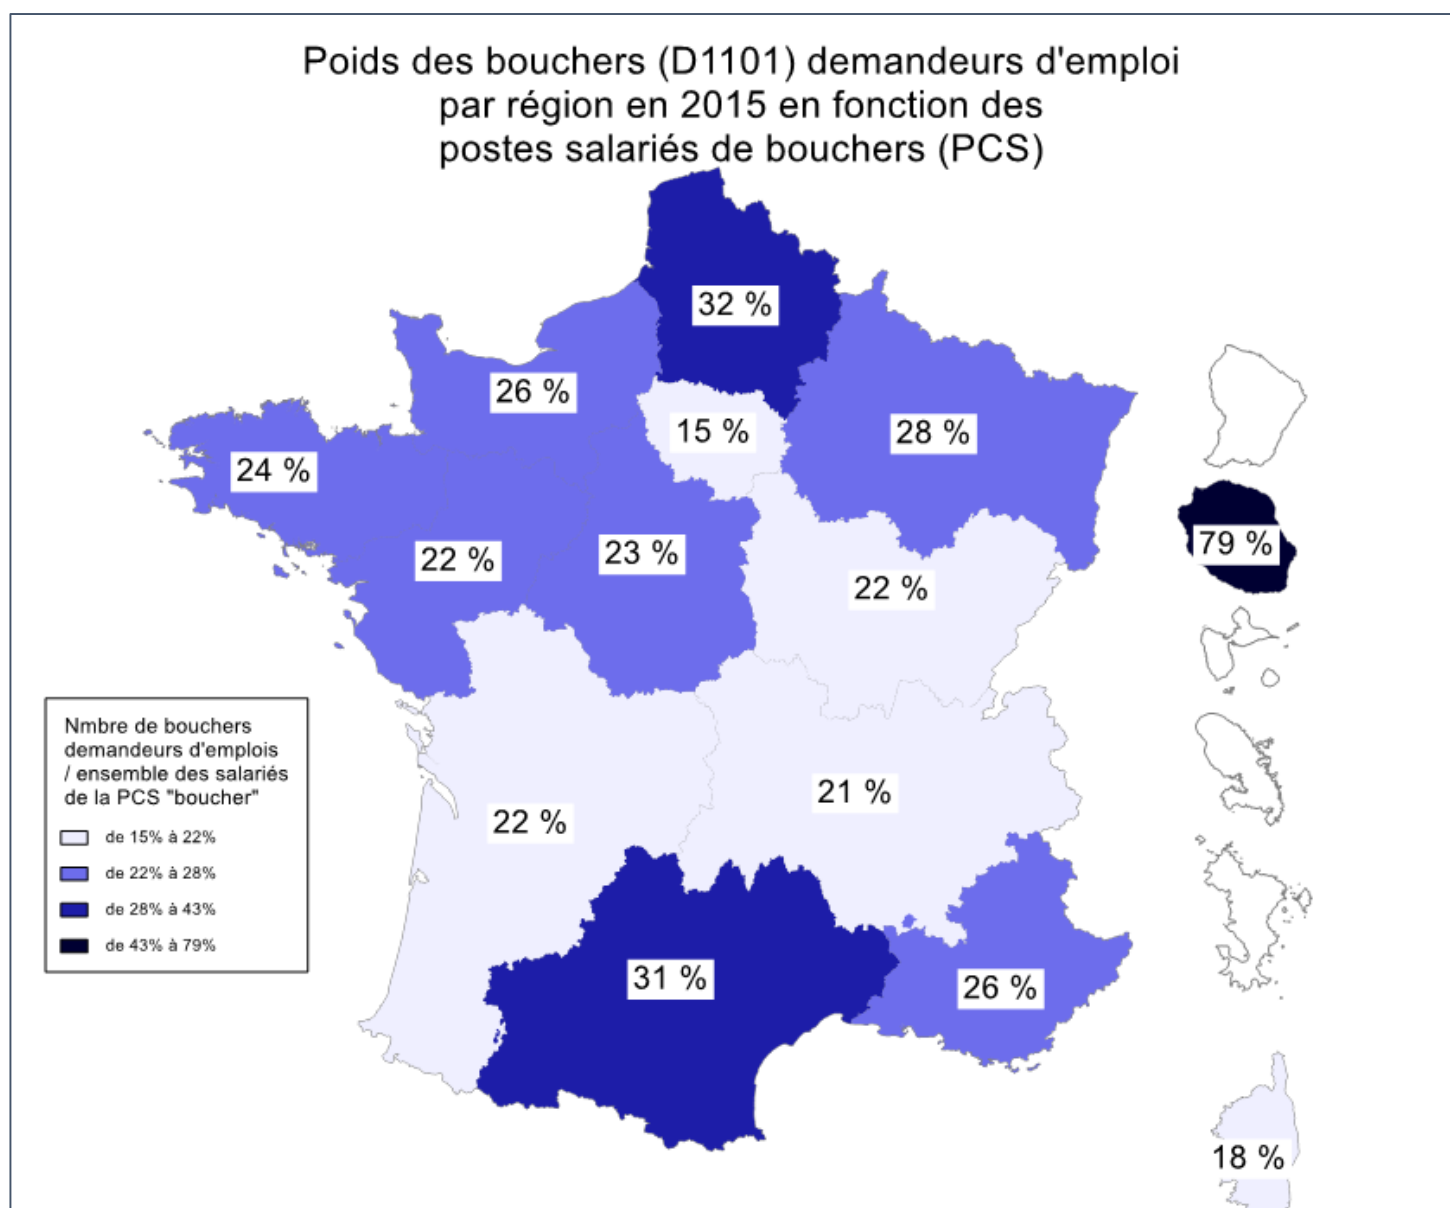 Poids des bouchers (D1101) demandeurs d'emploi
par région en 2015 en fonction des
postes salariés de bouchers (PCS)
32 %
26 %
15 %
28 %
24 %
79 %
22 %
23 %
22 %
Nmbre de bouchers
demandeurs d'emplois
/ ensemble des salariés
de la PCS "boucher"
de 15% à 22%
de 22% à 28%
de 28% à 43%
de 43% à 79%
21 %
22 %
31 %
26 %
18 %